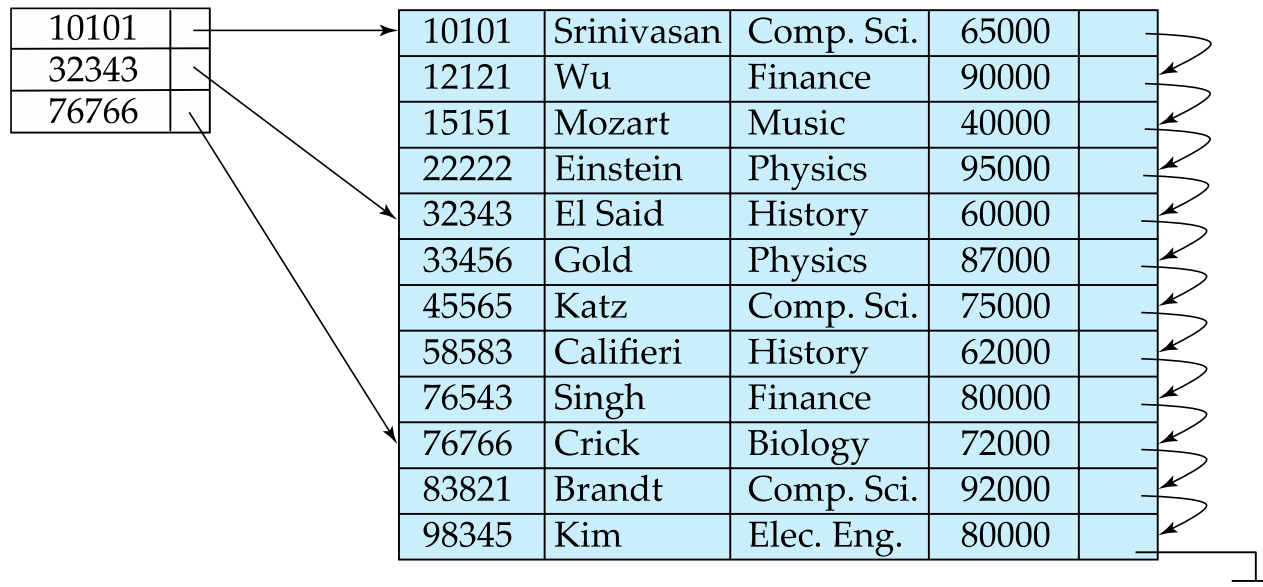 10101
32343
76766
10101 Srinivasan Comp. Sci. 65000
12121 Wu Finance 90000
15151 Mozart Music 40000
22222 Einstein Physics 95000
32343 El Said History 60000
33456 Gold Physics 87000
45565 Katz Comp. Sci. 75000
58583 Califieri History 62000
76543 Singh Finance 80000
76766 Crick Biology 72000
83821 Brandt Comp. Sci. 92000
98345 Kim Elec. Eng. 80000